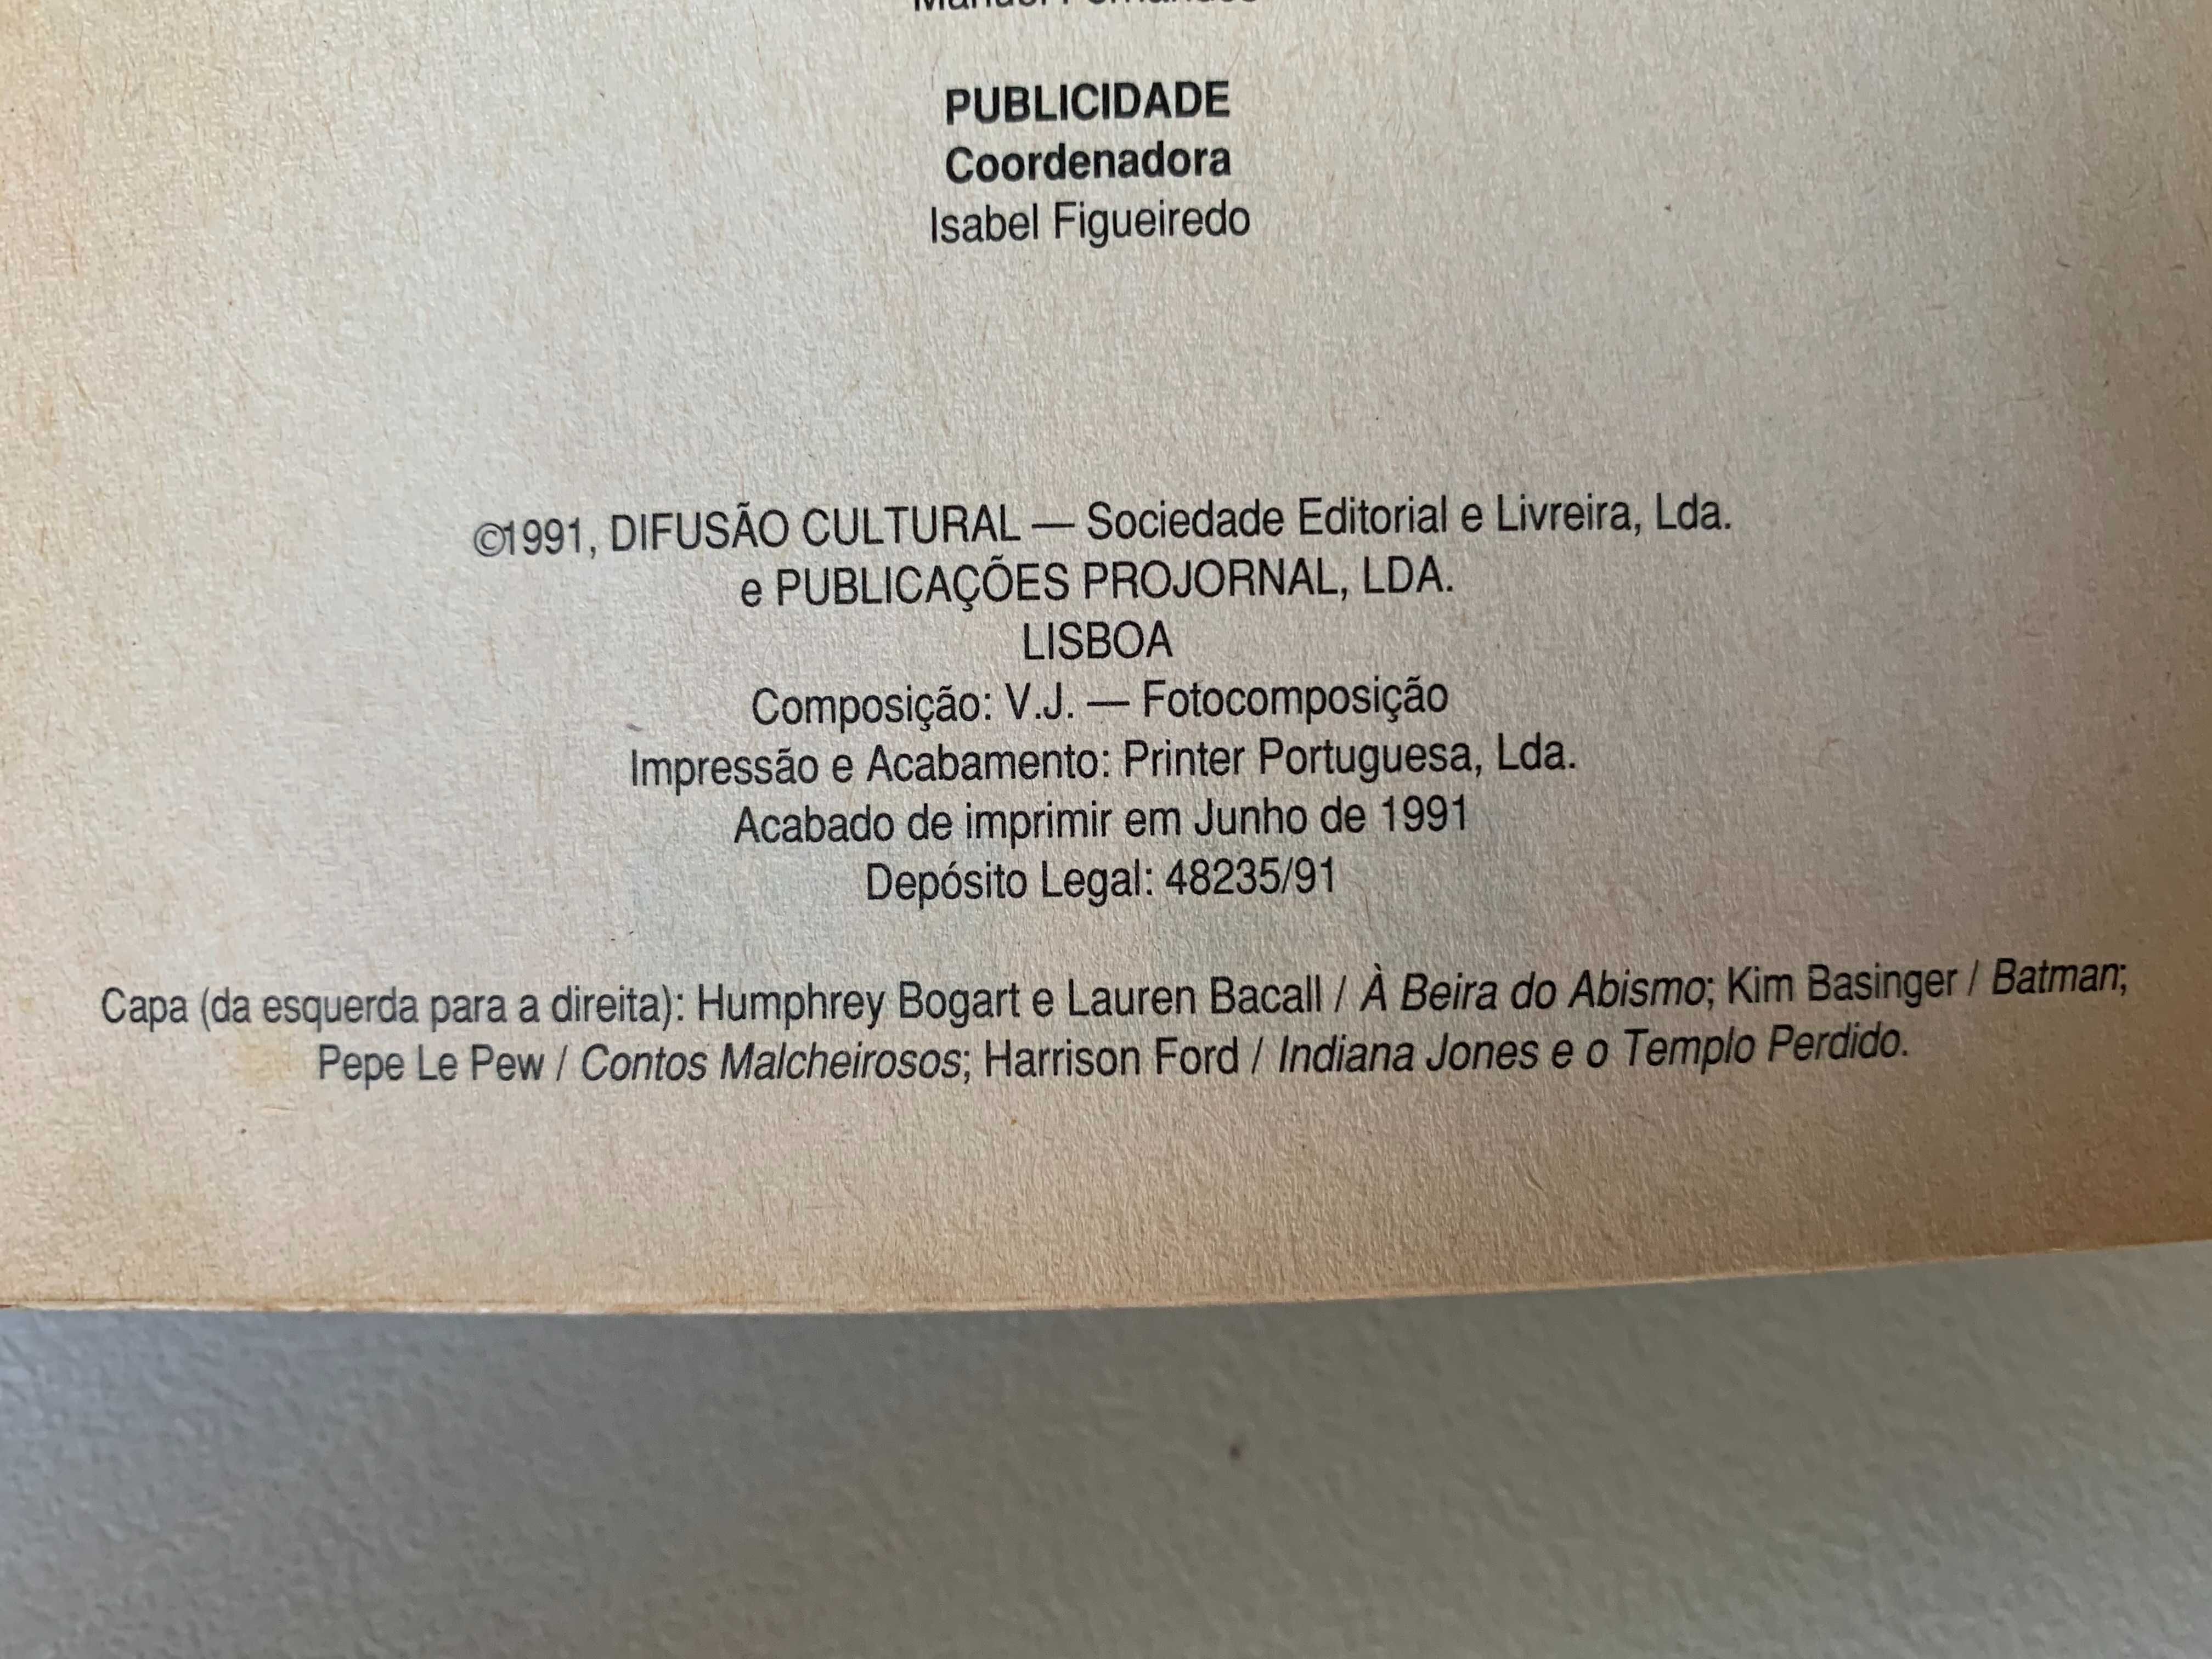 PUBLICIDADE
Coordenadora
Isabel Figueiredo
©1991, DIFUSÃO CULTURAL — Sociedade Editorial e Livreira, Lda.
e PUBLICAÇÕES PROJORNAL, LDA.
LISBOA
Composição: V.J. — Fotocomposição
Impressão e Acabamento: Printer Portuguesa, Lda.
Acabado de imprimir em Junho de 1991
Depósito Legal: 48235/91
Capa (da esquerda para a direita): Humphrey Bogart e Lauren Bacall / À Beira do Abismo; Kim Basinger / Batman;
Pepe Le Pew / Contos Malcheirosos; Harrison Ford / Indiana Jones e o Templo Perdido.